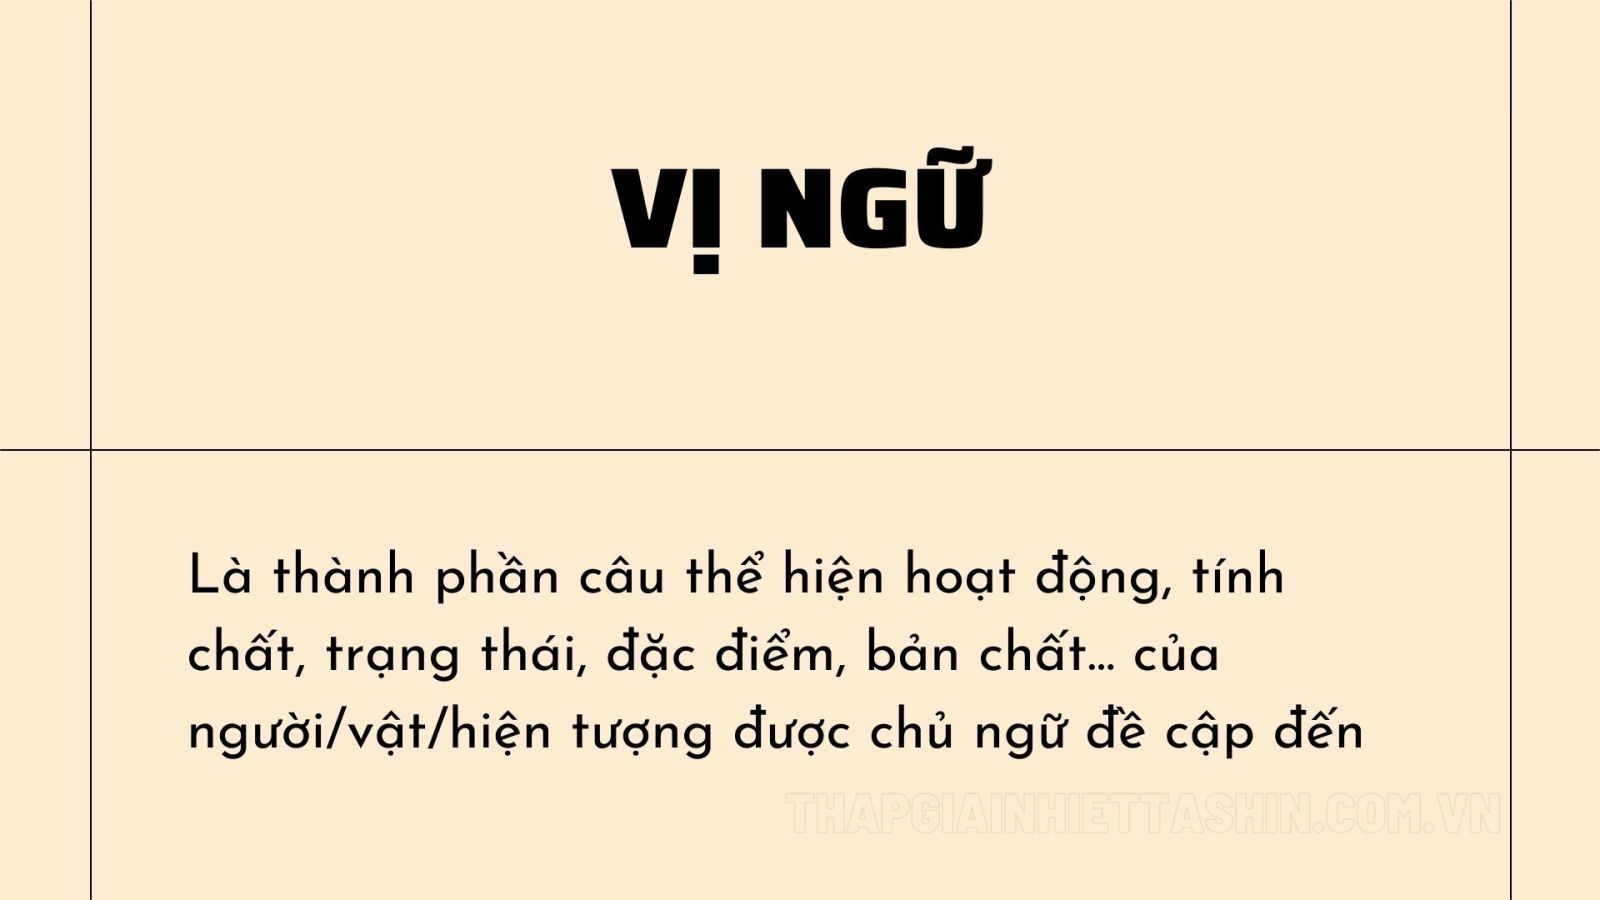 VỊ NGỮ
Là thành phần câu thể hiện hoạt động, tính
chất, trạng thái, đặc điểm, bản chất... của
người/vật/hiện tượng được chủ ngữ đề cập đến
THAPGIAINHIETTASHIN.COM.VN